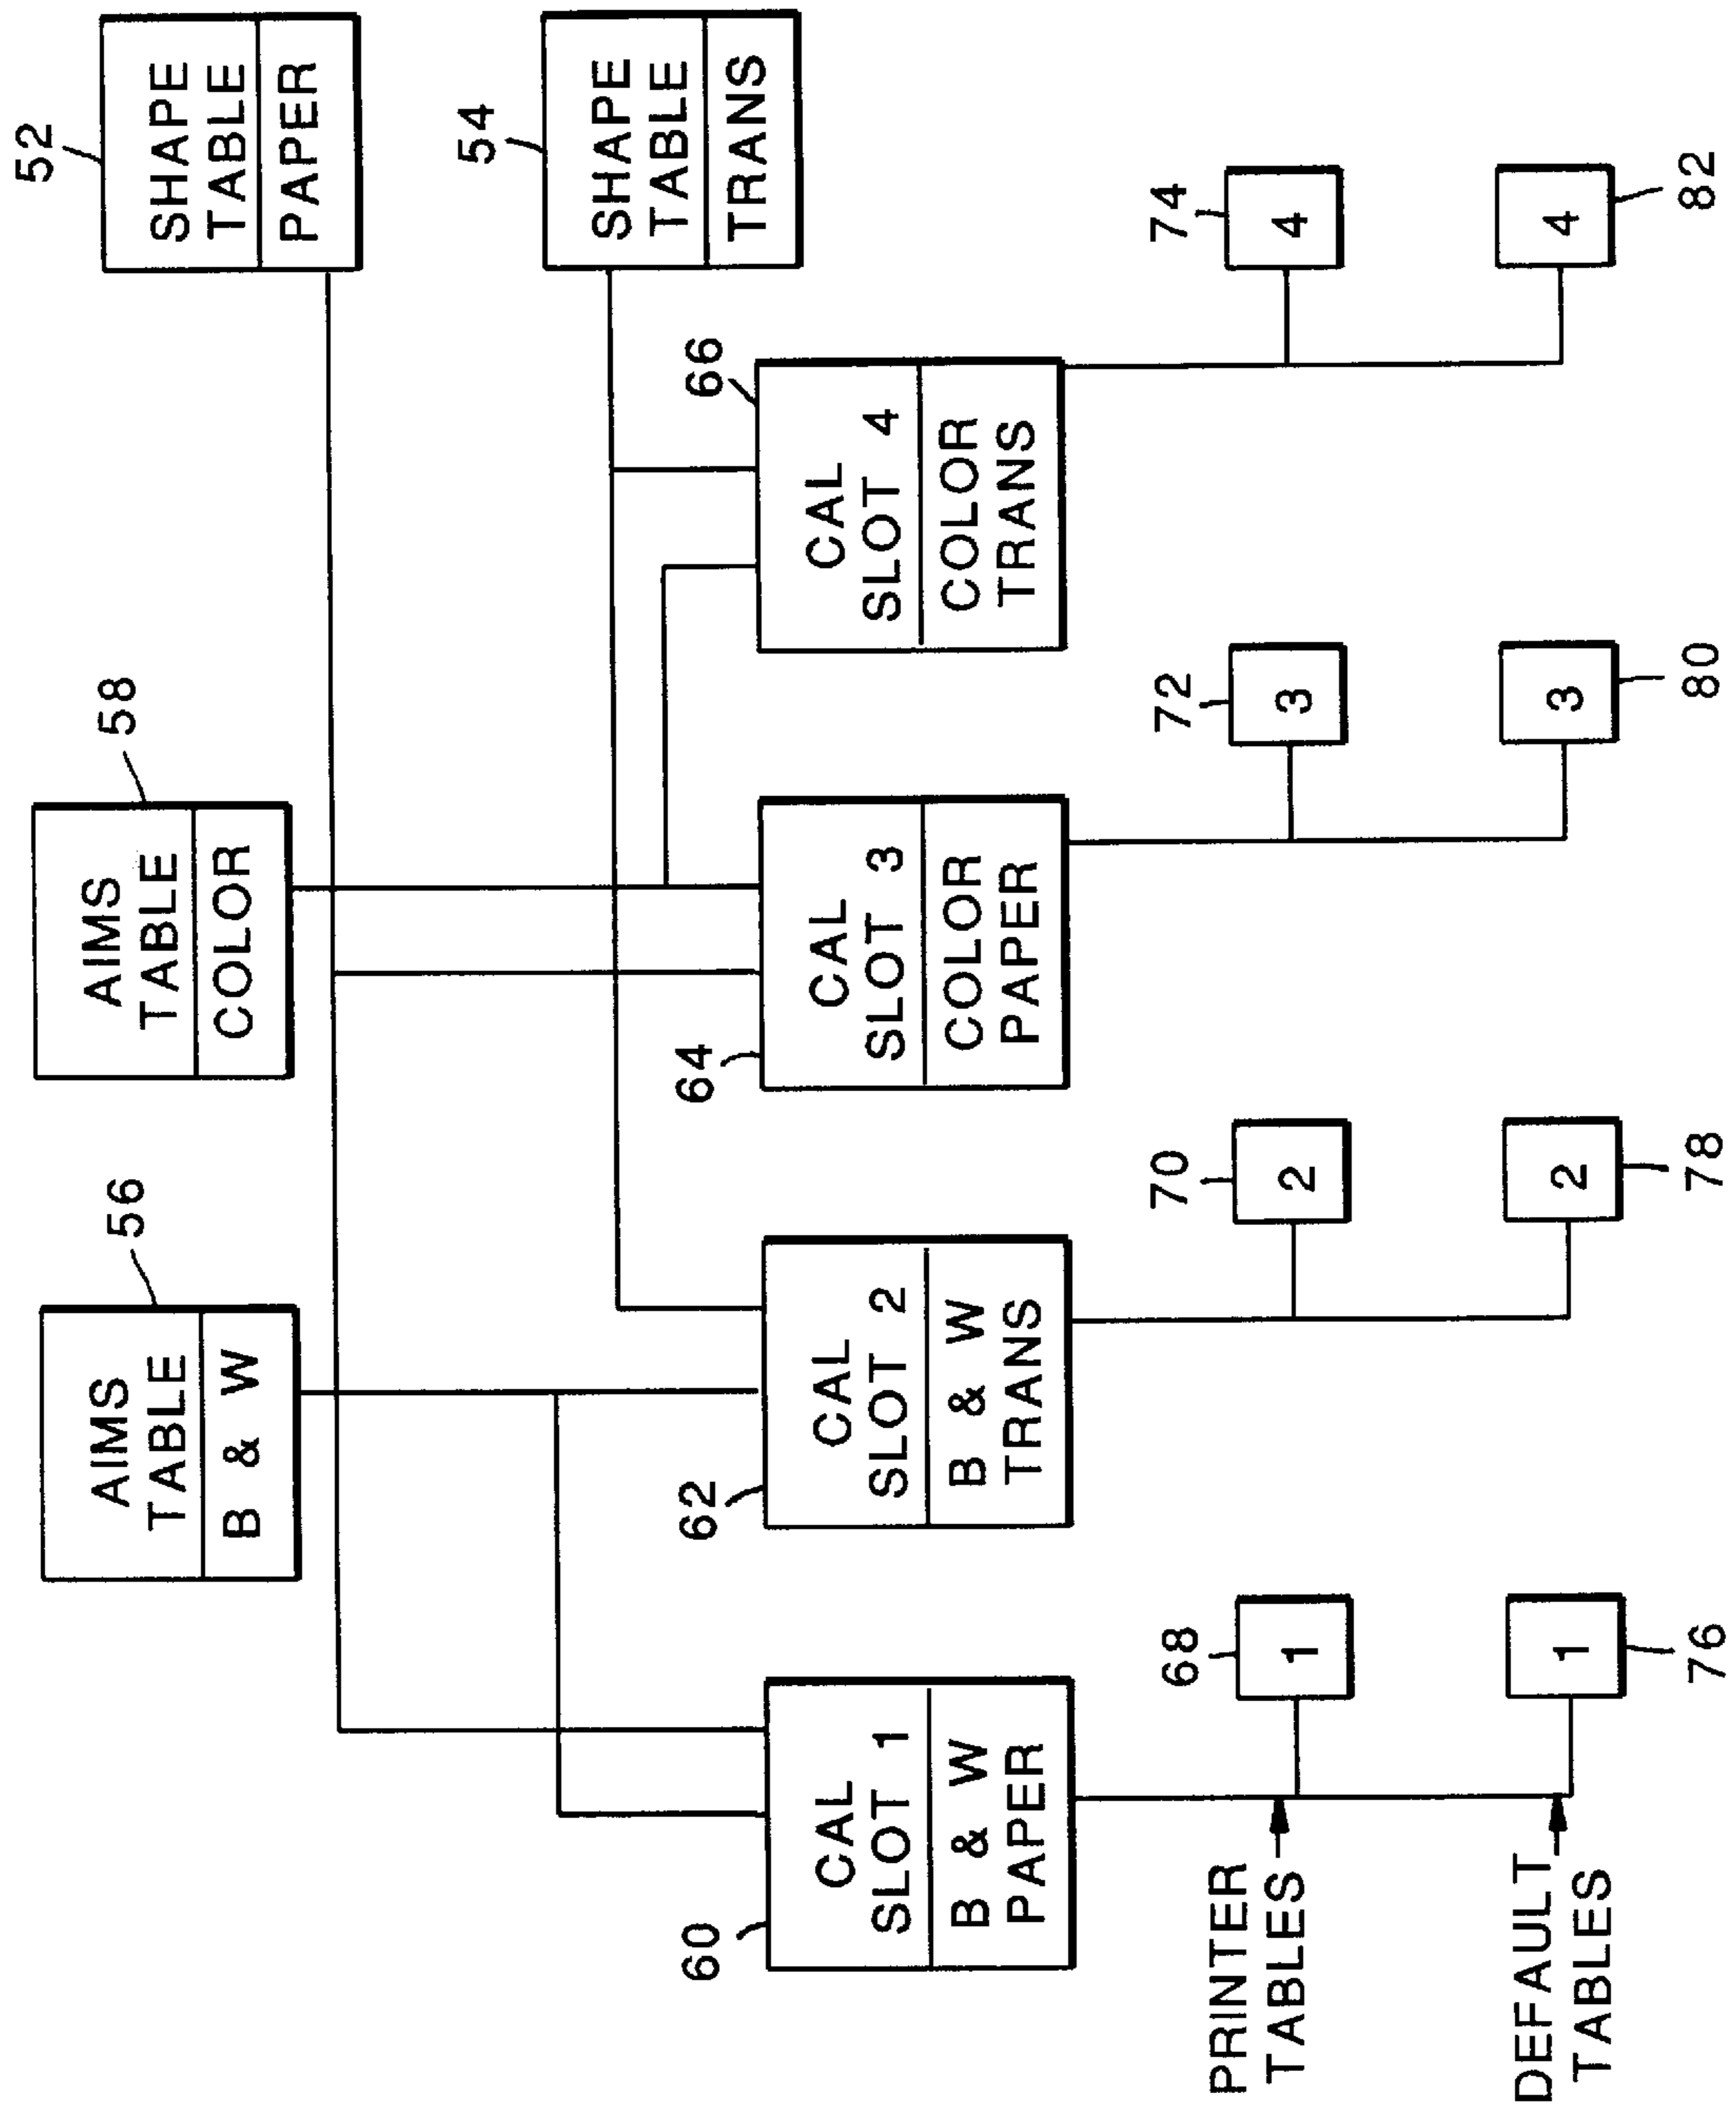 56
AIMS
TABLE
B & W
58
AIMS
TABLE
COLOR
52
SHAPE
TABLE
PAPER
54
SHAPE
TABLE
TRANS
60
CAL
SLOT 1
B & W
PAPER
62
CAL
SLOT 2
B & W
TRANS
64
CAL
SLOT 3
COLOR
PAPER
66
CAL
SLOT 4
COLOR
TRANS
PRINTER
TABLES
68
1
70
2
72
3
74
4
DEFAULT
TABLES
1
76
2
78
3
80
4
82